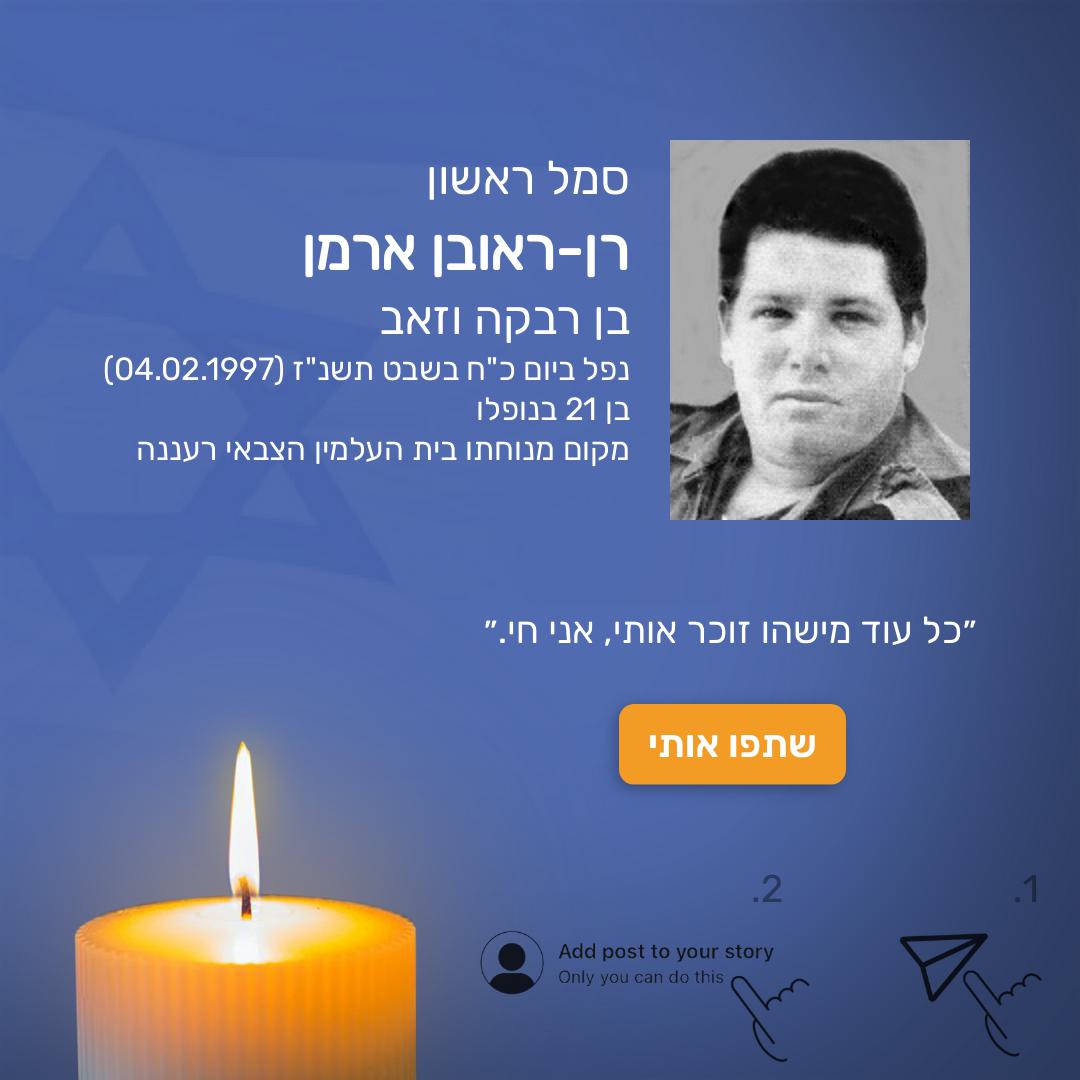 סמל ראשון
רן-ראובן ארמן
בן רבקה וזאב
נפל ביום כ"ח בשבט תשנ"ז (04.02.1997)
בן 21 בנופלו
מקום מנוחתו בית העלמין הצבאי רעננה
״כל עוד מישהו זוכר אותי, אני חי.״
שתפו אותי
1.
2.
Add post to your story
Only you can do this